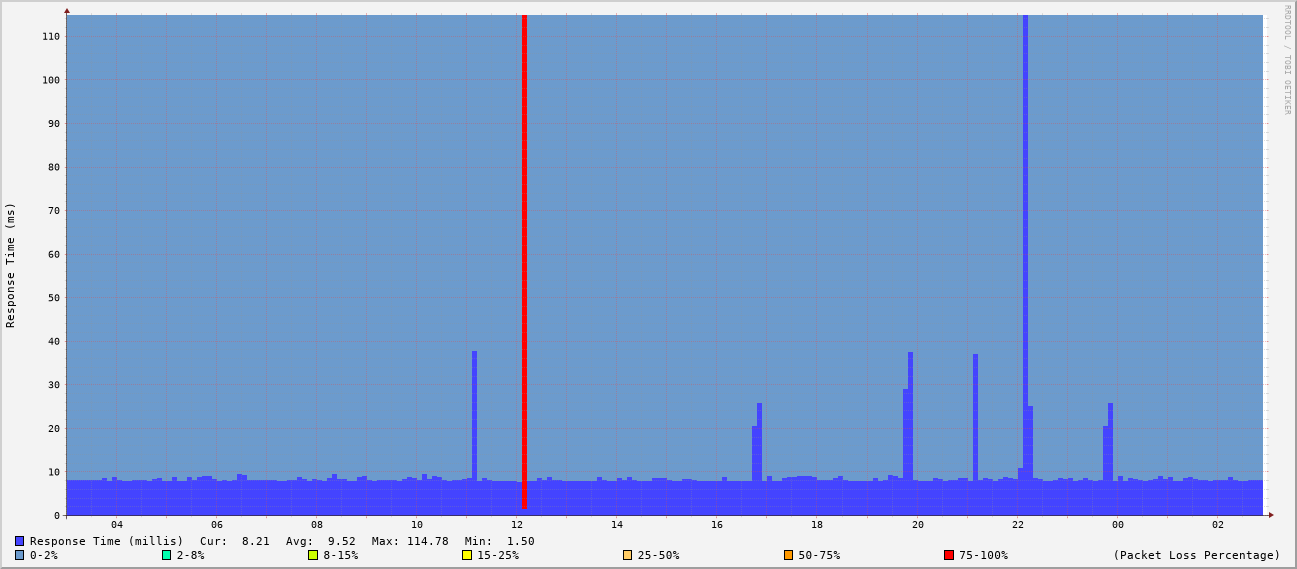 RRDTOOL / TOBI OETIKER
Response Time (ms)
110
100
90
80
70
60
50
40
30
20
10
0
04 06 08 10 12 14 16 18 20 22 00 02
Response Time (millis) Cur: 8.21 Avg: 9.52 Max: 114.78 Min: 1.50
0-2% 2-8% 8-15% 15-25% 25-50% 50-75% 75-100% (Packet Loss Percentage)